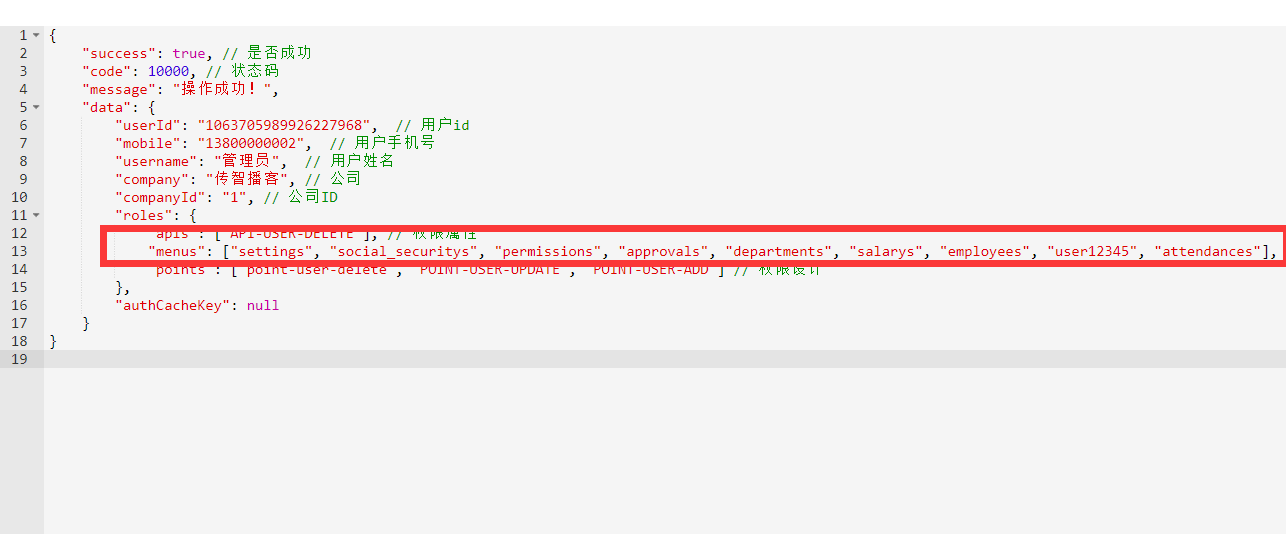 1 {
2 "success": true, // 是否成功
3 "code": 10000, // 状态码
4 "message": "操作成功！",
5 "data": {
6 "userId": "1063705989926227968", // 用户id
7 "mobile": "13800000002", // 用户手机号
8 "username": "管理员", // 用户姓名
9 "company": "传智播客", // 公司
10 "companyId": "1", // 公司ID
11 "roles": {
12 "apis": ["API-USER-DELETE"], // 权限属性
13 "menus": ["settings", "social_securitys", "permissions", "approvals", "departments", "salarys", "employees", "user12345", "attendances"],
14 "points": ["point-user-delete", "POINT-USER-UPDATE", "POINT-USER-ADD"] // 权限设计
15 },
16 "authCacheKey": null
17 }
18 }
19